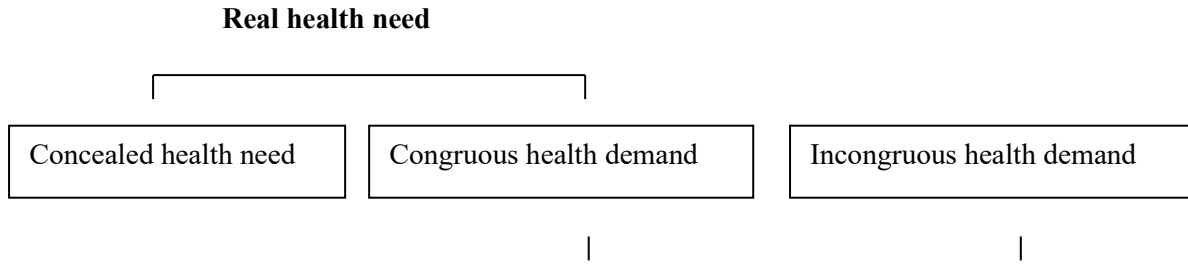 Real health need
Concealed health need
Congruous health demand
Incongruous health demand